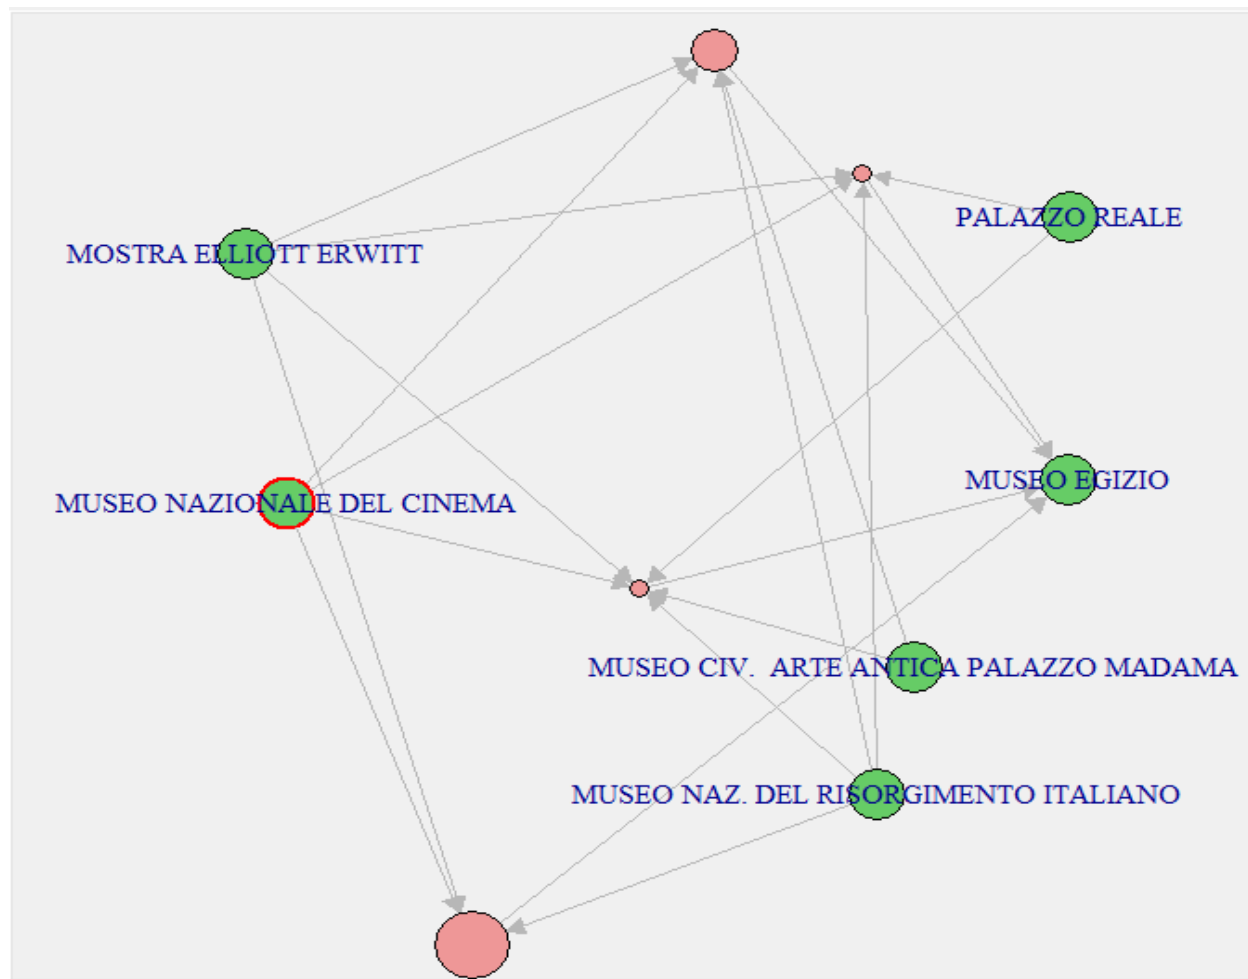 PALAZZO REALE
MOSTRA ELLIOTT ERWITT
MUSEO EGIZIO
MUSEO NAZIONALE DEL CINEMA
MUSEO CIV.  ARTE ANTICA PALAZZO MADAMA
MUSEO NAZ. DEL RISORGIMENTO ITALIANO